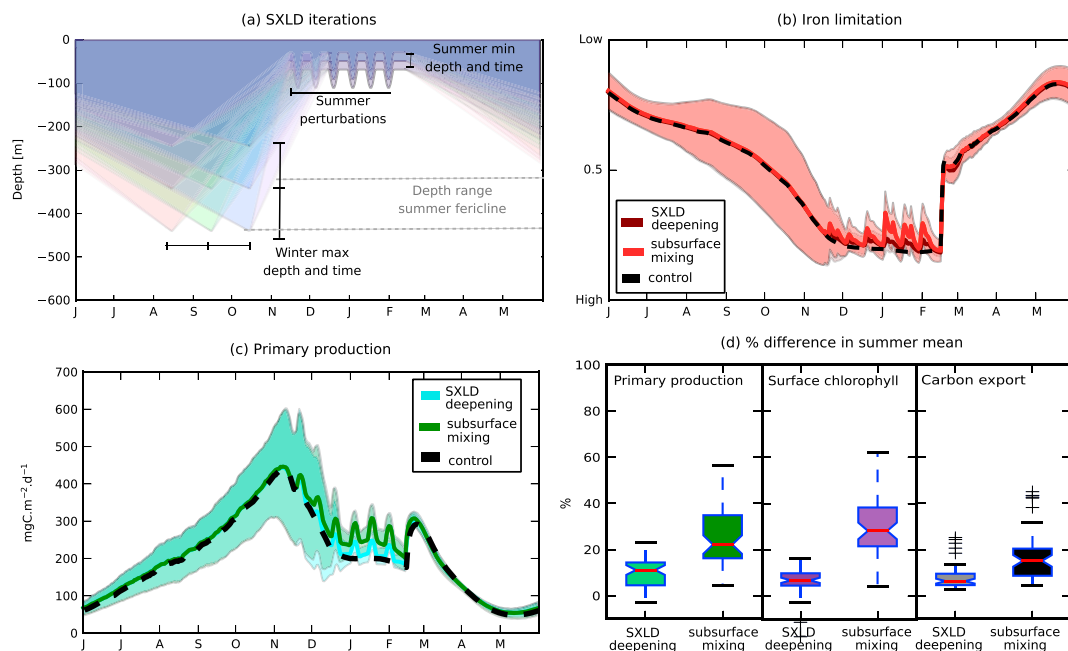 (a) SXLD iterations
0
−100
−200
−300
−400
−500
−600
Depth [m]
Summer min
depth and time
Summer
perturbations
Depth range
summer fericline
Winter max
depth and time
J J A S O N D J F M A M
(b) Iron limitation
Low
0.5
High
SXLD
deepening
subsurface
mixing
control
J J A S O N D J F M A M
(c) Primary production
700
600
500
400
300
200
100
0
mgC.m⁻².d⁻¹
SXLD
deepening
subsurface
mixing
control
J J A S O N D J F M A M
(d) % difference in summer mean
100
80
60
40
20
0
%
Primary production
Surface chlorophyll
Carbon export
SXLD
deepening
subsurface
mixing
SXLD
deepening
subsurface
mixing
SXLD
deepening
subsurface
mixing